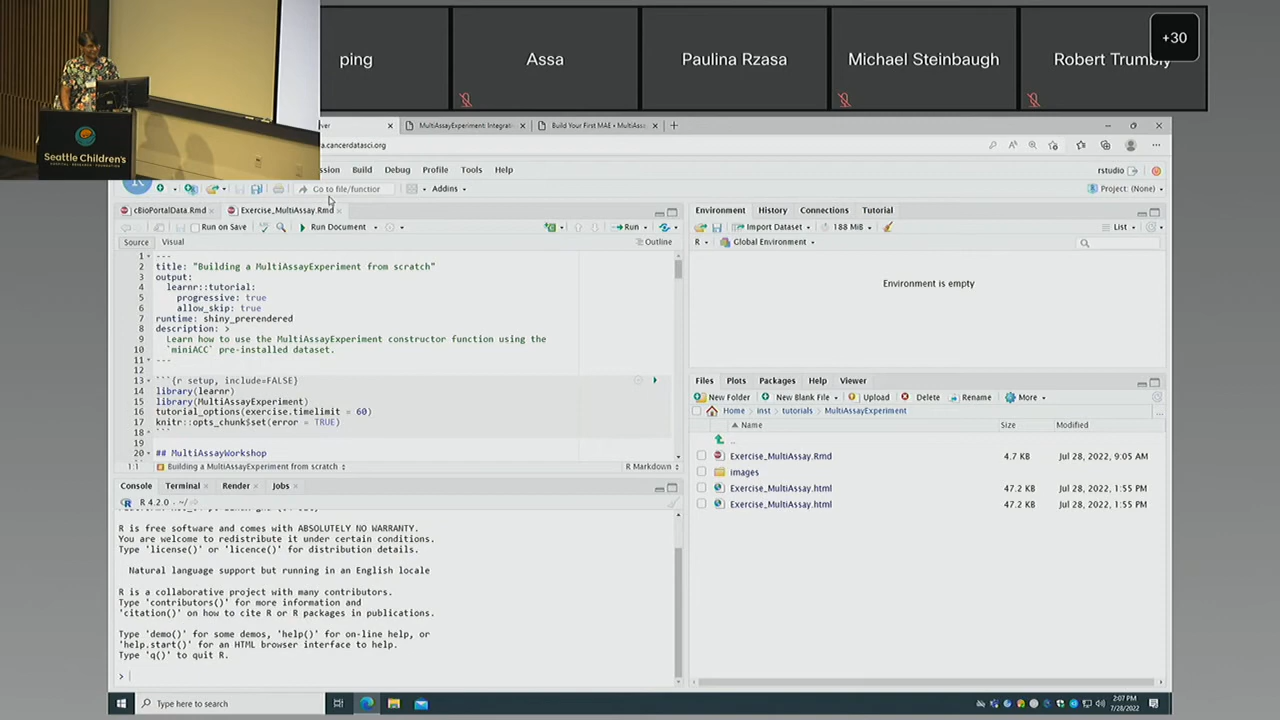 ping
Assa
Paulina Rzasa
Michael Steinbaugh
Robert Trumbly
+30
Seattle Children's
MultiAssayExperiment: Integrati
Build Your First MAE • MultiAssa
a.cancerdatasci.org
Build Debug Profile Tools Help
rstudio
Go to file/function
Addins
Project: (None)
cBioPortalData.Rmd
Exercise_MultiAssay.Rmd
Run on Save
Run Document
Run
Source Visual
Outline
1 ---
2 title: "Building a MultiAssayExperiment from scratch"
3 output:
4 learnr::tutorial:
5 progressive: true
6 allow_skip: true
7 runtime: shiny_prerendered
8 description: >
9 Learn how to use the MultiAssayExperiment constructor function using the
10 `miniACC` pre-installed dataset.
11 ---
12
13 ```{r setup, include=FALSE}
14 library(learnr)
15 library(MultiAssayExperiment)
16 tutorial_options(exercise.timelimit = 60)
17 knitr::opts_chunk$set(error = TRUE)
18 ```
19
20 ## MultiAssayWorkshop
1:1 Building a MultiAssayExperiment from scratch R Markdown
Console Terminal Render Jobs
R 4.2.0 · ~/
R is free software and comes with ABSOLUTELY NO WARRANTY.
You are welcome to redistribute it under certain conditions.
Type 'license()' or 'licence()' for distribution details.
Natural language support but running in an English locale
R is a collaborative project with many contributors.
Type 'contributors()' for more information and
'citation()' on how to cite R or R packages in publications.
Type 'demo()' for some demos, 'help()' for on-line help, or
'help.start()' for an HTML browser interface to help.
Type 'q()' to quit R.
>
Environment History Connections Tutorial
Import Dataset 188 MiB List
R Global Environment
Environment is empty
Files Plots Packages Help Viewer
New Folder New Blank File Upload Delete Rename More
Home inst tutorials MultiAssayExperiment
Name Size Modified
..
Exercise_MultiAssay.Rmd 4.7 KB Jul 28, 2022, 9:05 AM
images
Exercise_MultiAssay.html 47.2 KB Jul 28, 2022, 1:55 PM
Exercise_MultiAssay.html 47.2 KB Jul 28, 2022, 1:55 PM
Type here to search
2:07 PM
7/28/2022